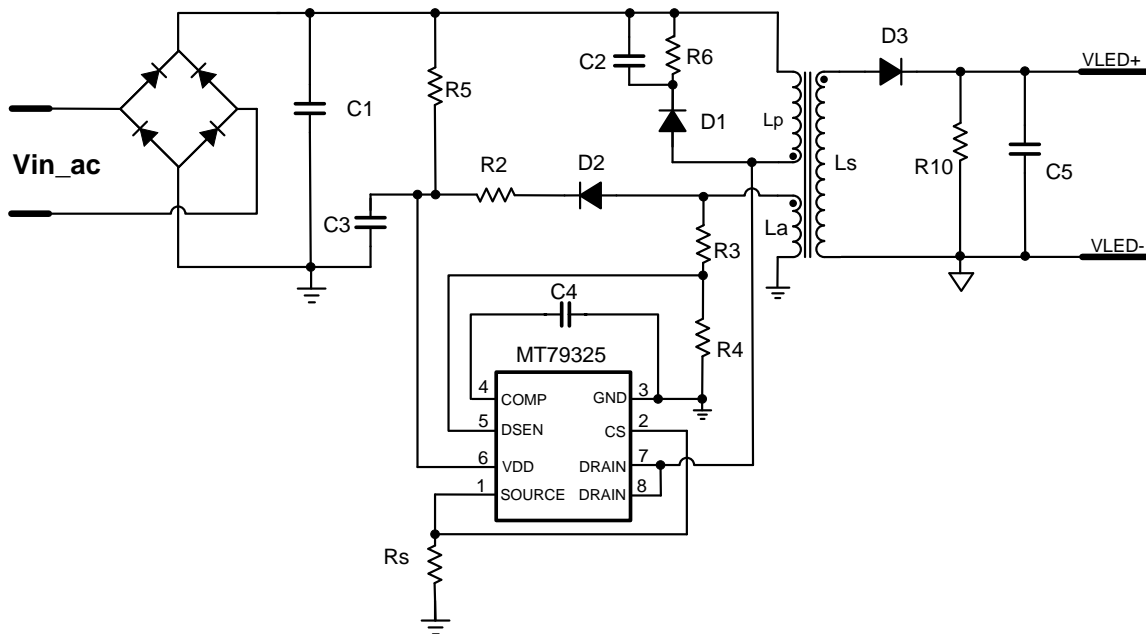 D3
VLED+
C2
R6
R5
C1
D1
Lp
Ls
R10
C5
Vin_ac
R2
D2
C3
La
R3
VLED-
C4
R4
MT79325
4
COMP
GND
3
5
DSEN
CS
2
6
VDD
DRAIN
7
1
SOURCE
DRAIN
8
Rs